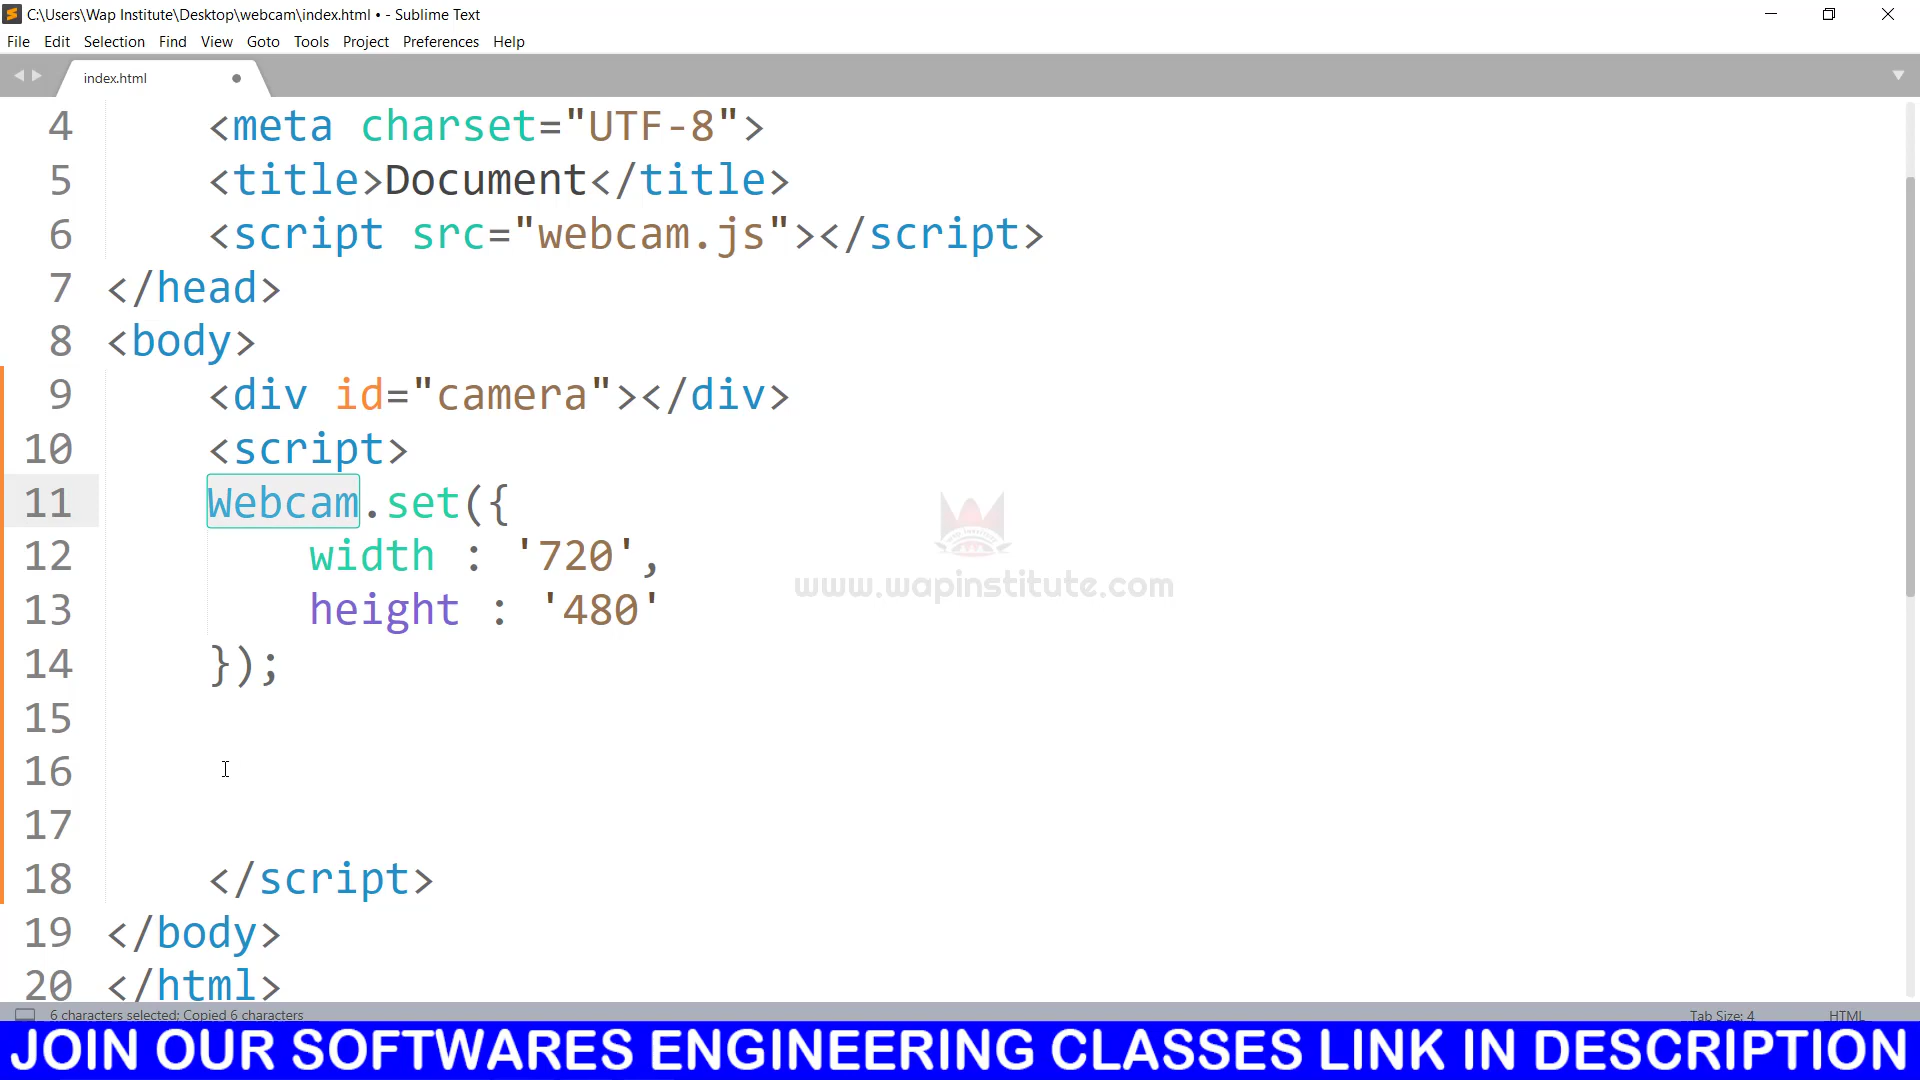 C:\Users\Wap Institute\Desktop\webcam\index.html • - Sublime Text
File Edit Selection Find View Goto Tools Project Preferences Help
index.html
4 <meta charset="UTF-8">
5 <title>Document</title>
6 <script src="webcam.js"></script>
7 </head>
8 <body>
9 <div id="camera"></div>
10 <script>
11 Webcam.set({
12 width : '720',
13 height : '480'
14 });
15
16
17
18 </script>
19 </body>
20 </html>
www.wapinstitute.com
6 characters selected; Copied 6 characters Tab Size: 4 HTML
JOIN OUR SOFTWARES ENGINEERING CLASSES LINK IN DESCRIPTION